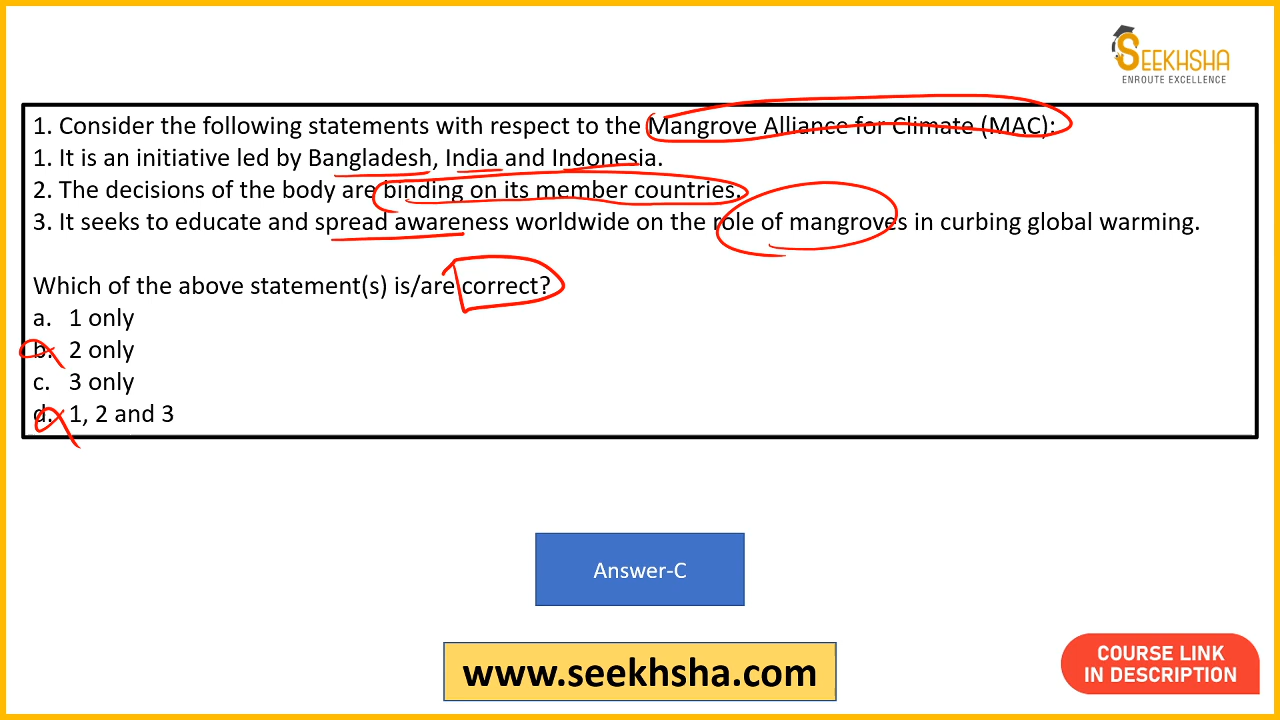 SEEKHSHA
ENROUTE EXCELLENCE
1. Consider the following statements with respect to the Mangrove Alliance for Climate (MAC):
1. It is an initiative led by Bangladesh, India and Indonesia.
2. The decisions of the body are binding on its member countries.
3. It seeks to educate and spread awareness worldwide on the role of mangroves in curbing global warming.
Which of the above statement(s) is/are correct?
a. 1 only
b. 2 only
c. 3 only
d. 1, 2 and 3
Answer-C
www.seekhsha.com
COURSE LINK
IN DESCRIPTION